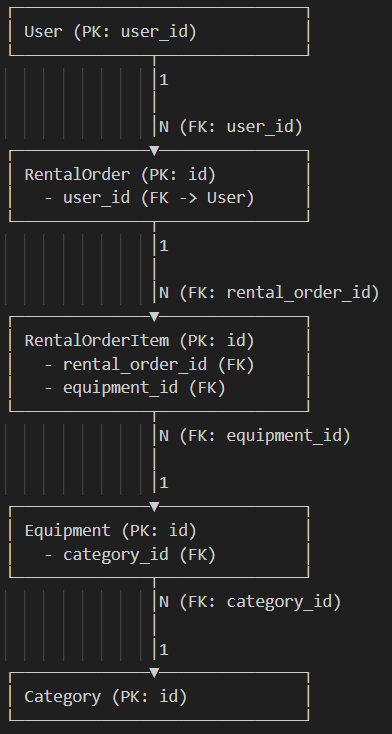 User (PK: user_id)
1
N (FK: user_id)
RentalOrder (PK: id)
- user_id (FK -> User)
1
N (FK: rental_order_id)
RentalOrderItem (PK: id)
- rental_order_id (FK)
- equipment_id (FK)
N (FK: equipment_id)
1
Equipment (PK: id)
- category_id (FK)
N (FK: category_id)
1
Category (PK: id)